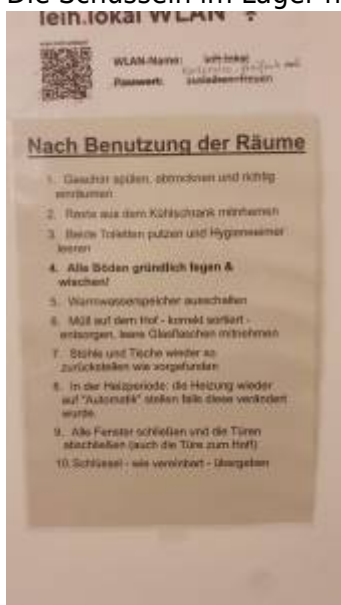 Die Schüsseln im Lager
lein.lokal WLAN
WLAN-Name:
Passwort:
Nach Benutzung der Räume
1. Geschirr spülen, abtrocknen und richtig
einräumen
2. Reste aus dem Kühlschrank mitnehmen
3. Beide Toiletten putzen und Hygieneeimer
leeren
4. Alle Böden gründlich fegen &
wischen!
5. Warmwasserspeicher ausschalten
6. Müll auf dem Hof - korrekt sortiert -
entsorgen, leere Glasflaschen mitnehmen
7. Stühle und Tische wieder so
zurückstellen wie vorgefunden
8. In der Heizperiode: die Heizung wieder
auf "Automatik" stellen falls diese verändert
wurde.
9. Alle Fenster schließen und die Türen
abschließen (auch die Türe zum Hof!)
10. Schlüssel - wie vereinbart - übergeben